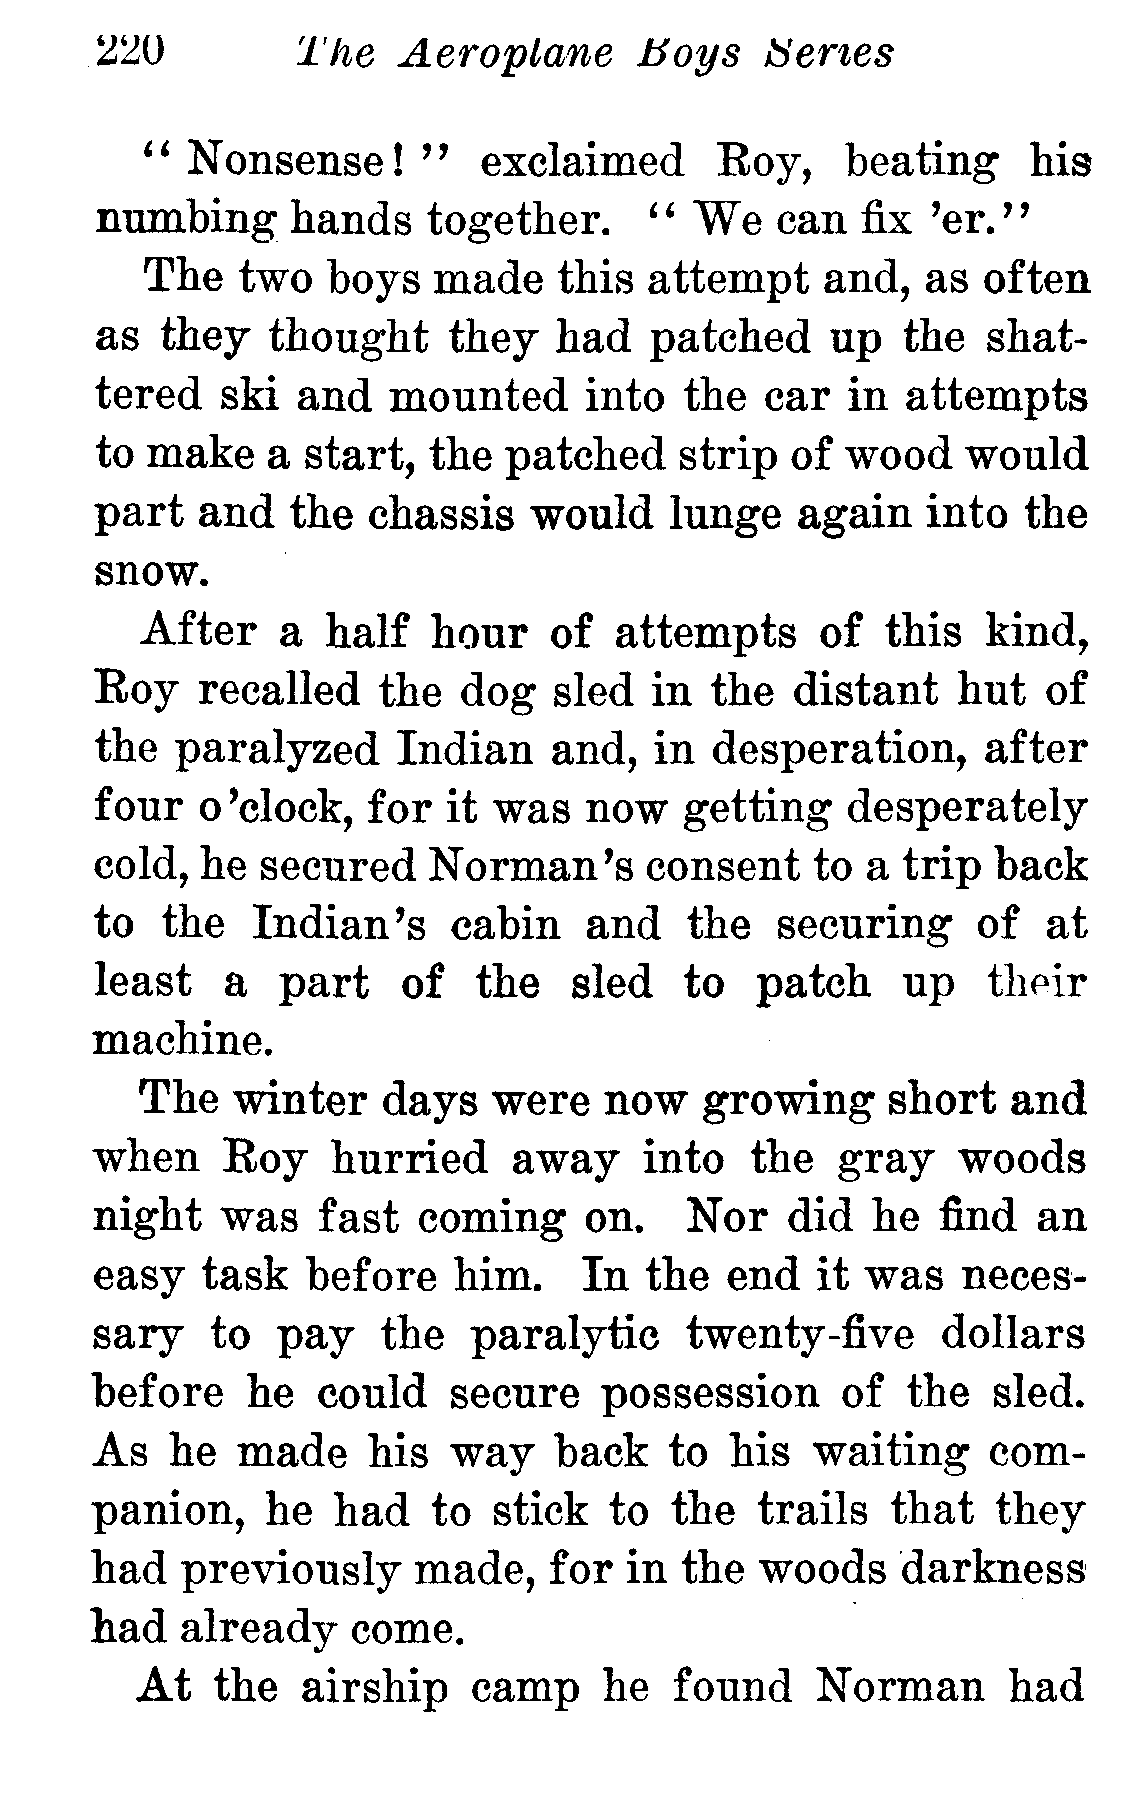 220 The Aeroplane Boys Series
“ Nonsense! ” exclaimed Roy, beating his
numbing hands together. “ We can fix ’er.”
The two boys made this attempt and, as often
as they thought they had patched up the shat-
tered ski and mounted into the car in attempts
to make a start, the patched strip of wood would
part and the chassis would lunge again into the
snow.
After a half hour of attempts of this kind,
Roy recalled the dog sled in the distant hut of
the paralyzed Indian and, in desperation, after
four o’clock, for it was now getting desperately
cold, he secured Norman’s consent to a trip back
to the Indian’s cabin and the securing of at
least a part of the sled to patch up their
machine.
The winter days were now growing short and
when Roy hurried away into the gray woods
night was fast coming on. Nor did he find an
easy task before him. In the end it was neces-
sary to pay the paralytic twenty-five dollars
before he could secure possession of the sled.
As he made his way back to his waiting com-
panion, he had to stick to the trails that they
had previously made, for in the woods darkness
had already come.
At the airship camp he found Norman had